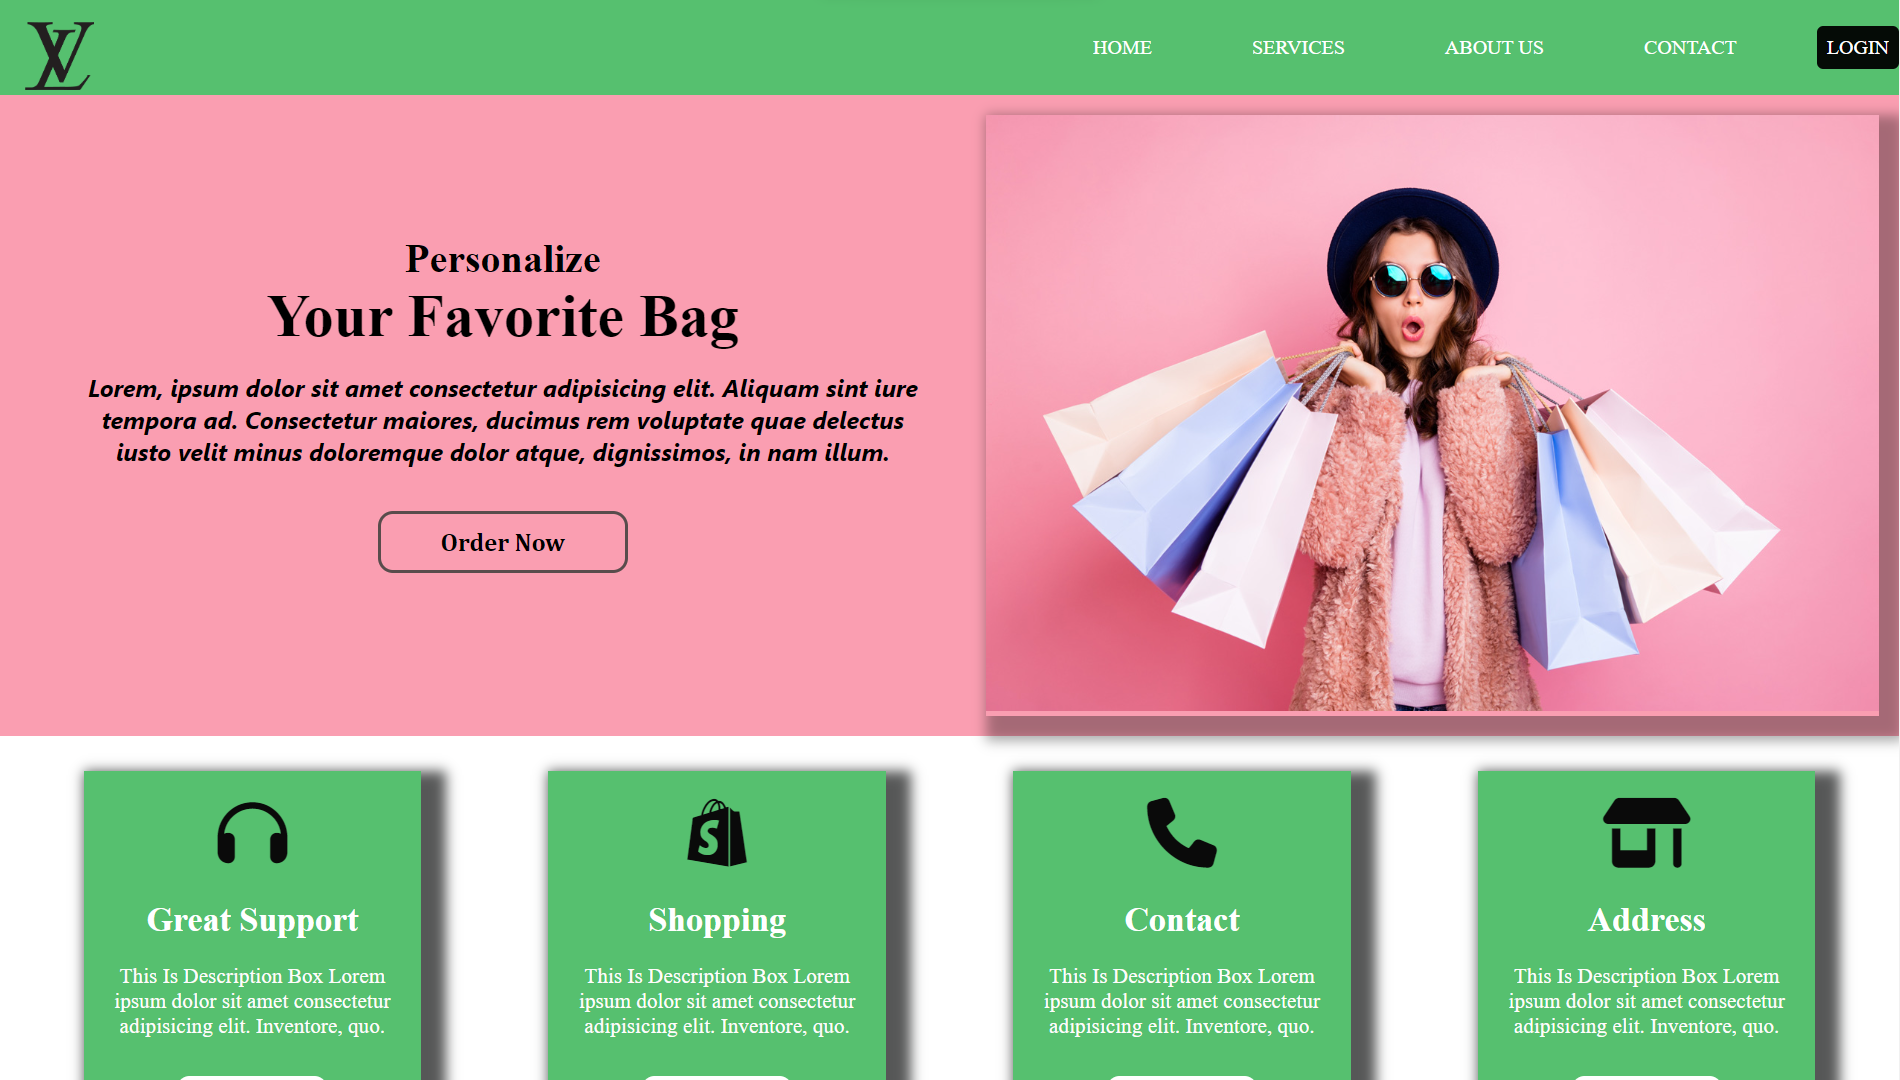 LV
HOME SERVICES ABOUT US CONTACT LOGIN
Personalize
Your Favorite Bag
Lorem, ipsum dolor sit amet consectetur adipisicing elit. Aliquam sint iure
tempora ad. Consectetur maiores, ducimus rem voluptate quae delectus
iusto velit minus doloremque dolor atque, dignissimos, in nam illum.
Order Now
S
Great Support
This Is Description Box Lorem
ipsum dolor sit amet consectetur
adipisicing elit. Inventore, quo.
Shopping
This Is Description Box Lorem
ipsum dolor sit amet consectetur
adipisicing elit. Inventore, quo.
Contact
This Is Description Box Lorem
ipsum dolor sit amet consectetur
adipisicing elit. Inventore, quo.
Address
This Is Description Box Lorem
ipsum dolor sit amet consectetur
adipisicing elit. Inventore, quo.